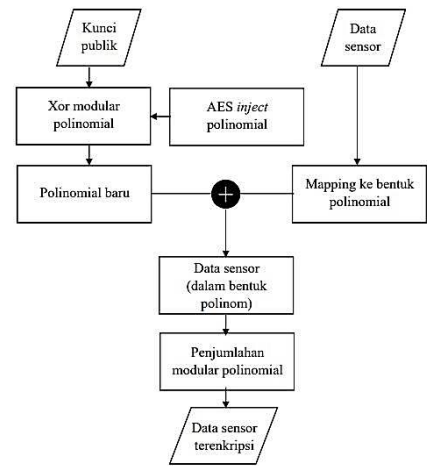 Kunci
publik
Data
sensor
Xor modular
polinomial
AES inject
polinomial
Polinomial baru
+
Mapping ke bentuk
polinomial
Data sensor
(dalam bentuk
polinom)
Penjumlahan
modular polinomial
Data sensor
terenkripsi